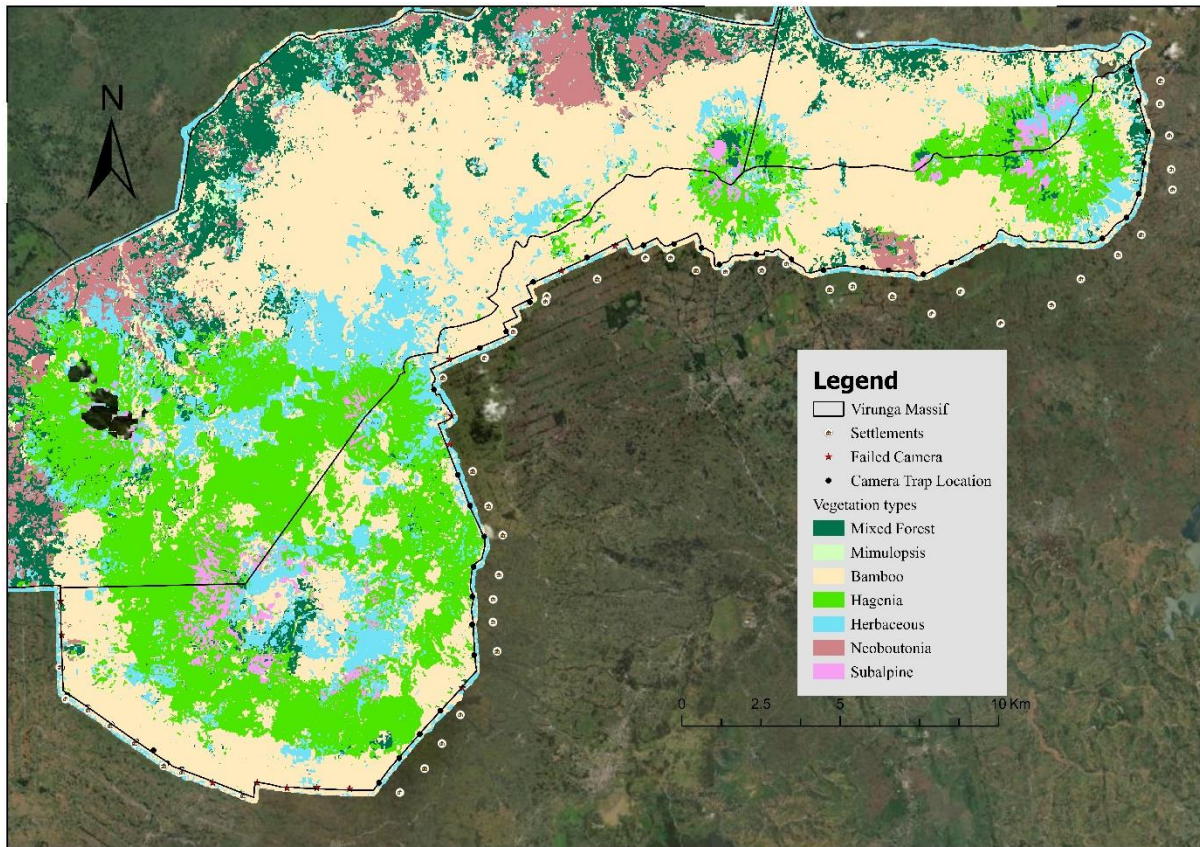 N
Legend
Virunga Massif
Settlements
Failed Camera
Camera Trap Location
Vegetation types
Mixed Forest
Mimulopsis
Bamboo
Hagenia
Herbaceous
Neoboutonia
Subalpine
0 2.5 5 10 Km